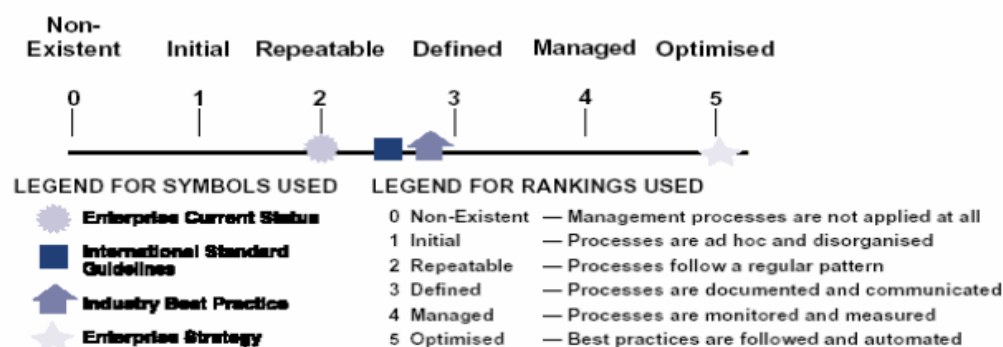 Non-
Existent Initial Repeatable Defined Managed Optimised
0 1 2 3 4 5
LEGEND FOR SYMBOLS USED
Enterprise Current Status
International Standard
Guidelines
Industry Best Practice
Enterprise Strategy
LEGEND FOR RANKINGS USED
0 Non-Existent — Management processes are not applied at all
1 Initial — Processes are ad hoc and disorganised
2 Repeatable — Processes follow a regular pattern
3 Defined — Processes are documented and communicated
4 Managed — Processes are monitored and measured
5 Optimised — Best practices are followed and automated